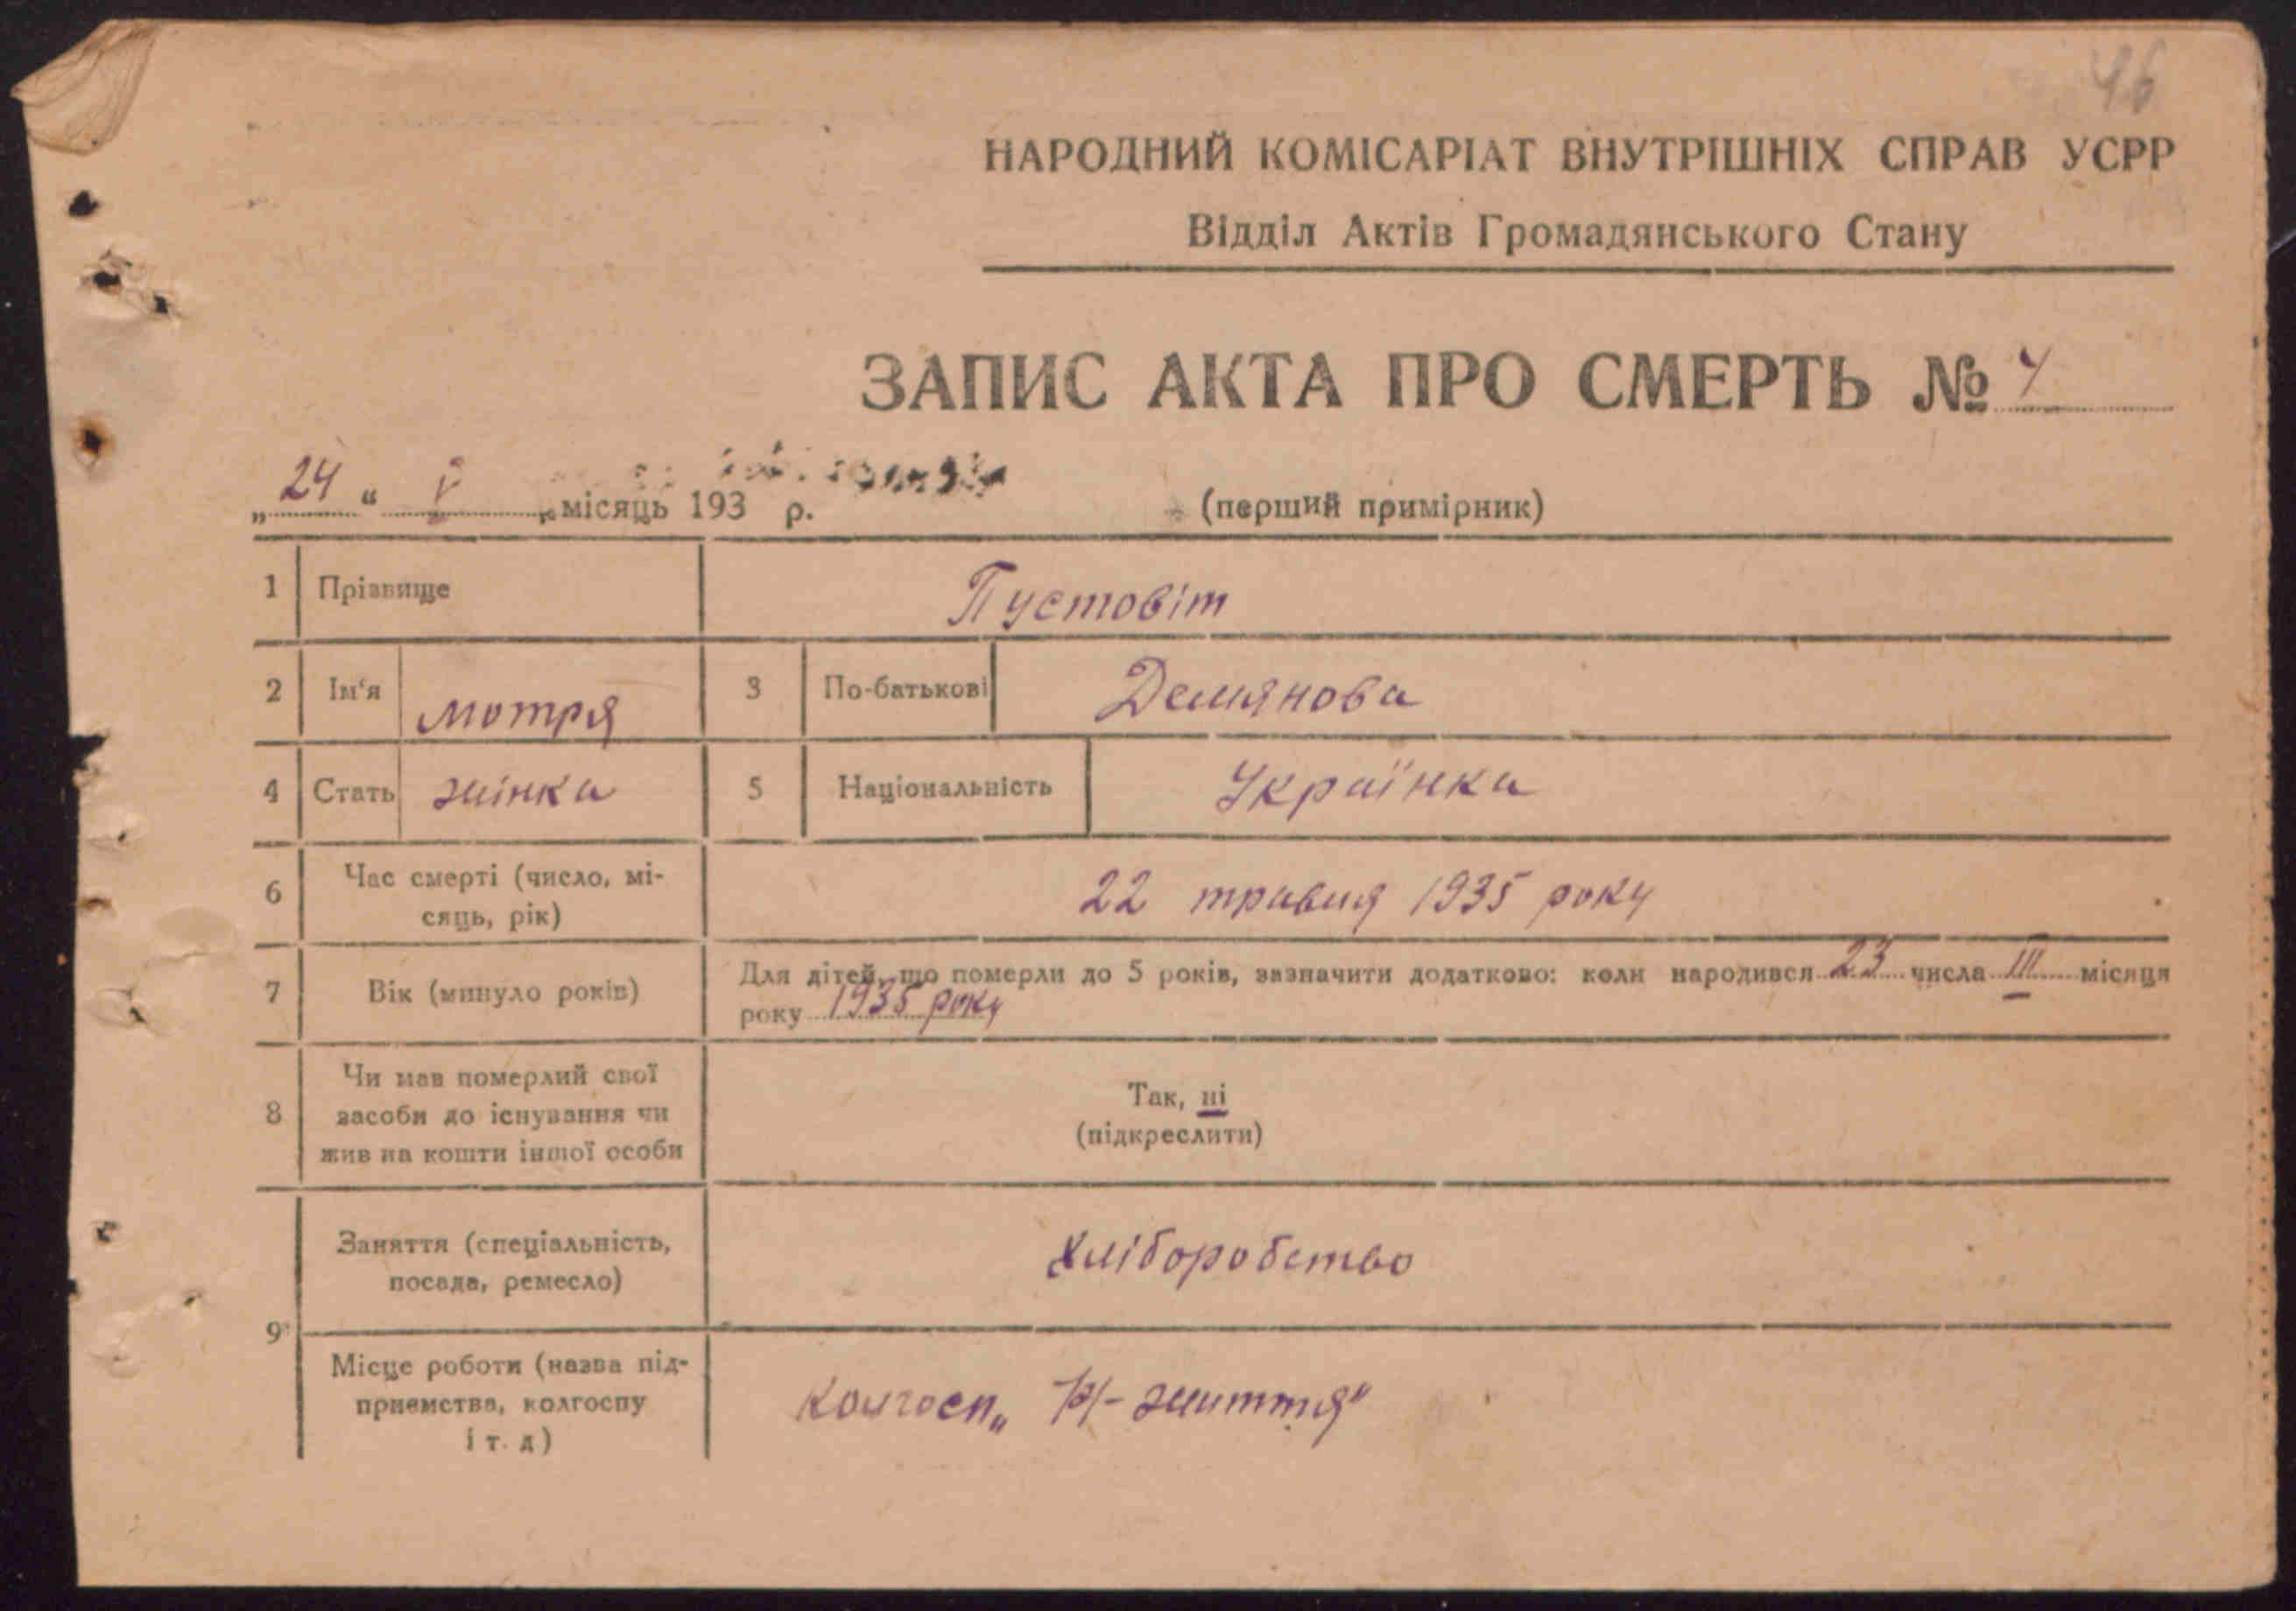 46
НАРОДНИЙ КОМІСАРІАТ ВНУТРІШНІХ СПРАВ УСРР
Відділ Актів Громадянського Стану
ЗАПИС АКТА ПРО СМЕРТЬ № 4
„24“ V місяць 193 р. (перший примірник)
1 Прізвище Пустовіт
2 Ім‘я Мотря 3 По-батькові Демянова
4 Стать жінка 5 Національність Українка
6 Час смерті (число, мі-
сяць, рік) 22 травня 1935 року
7 Вік (минуло років) Для дітей, що померли до 5 років, зазначити додатково: коли народився 23 числа III місяця
року 1935 року
8 Чи мав померлий свої
засоби до існування чи
жив на кошти іншої особи
Так, ні
(підкреслити)
9 Заняття (спеціальність,
посада, ремесло) Хліборобство
Місце роботи (назва під-
приємства, колгоспу
і т. д) Колгосп „ життя"